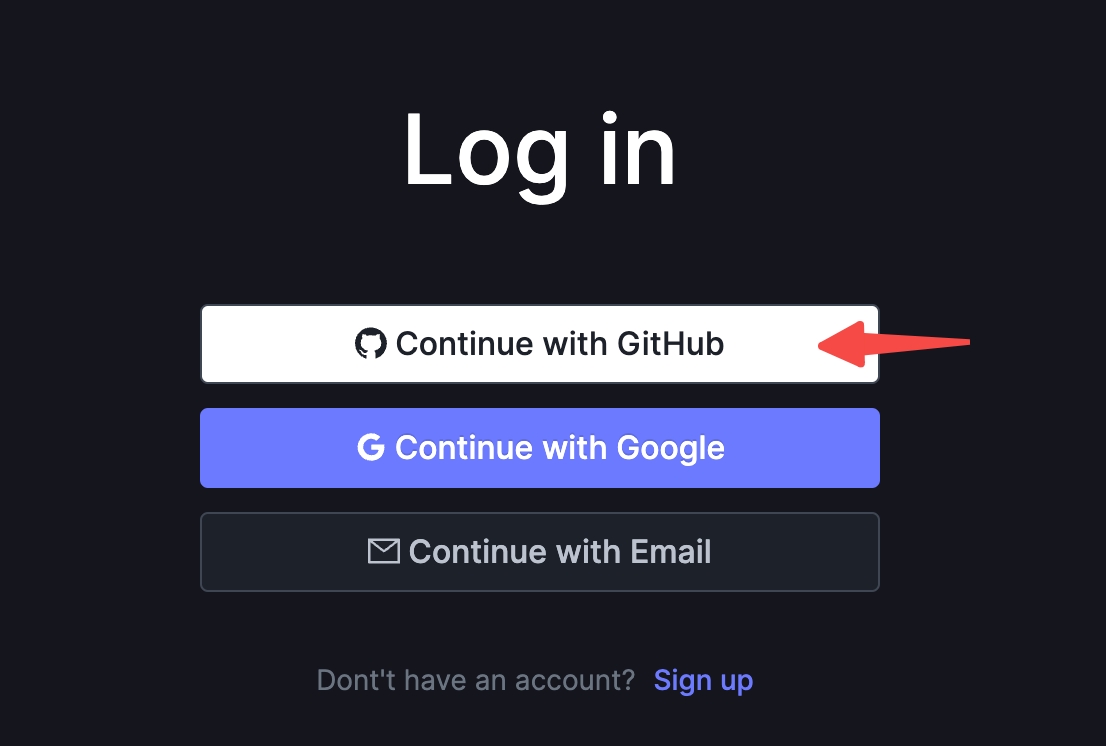 Log in
Continue with GitHub
Continue with Google
Continue with Email
Dont't have an account? Sign up